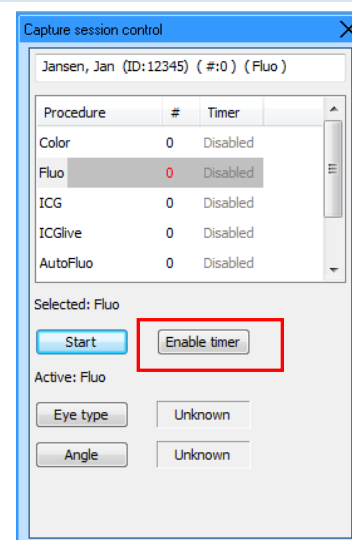 Capture session control
Jansen, Jan (ID:12345) ( #:0 ) ( Fluo )
Procedure # Timer
Color 0 Disabled
Fluo 0 Disabled
ICG 0 Disabled
ICGlive 0 Disabled
AutoFluo 0 Disabled
Selected: Fluo
Start Enable timer
Active: Fluo
Eye type Unknown
Angle Unknown